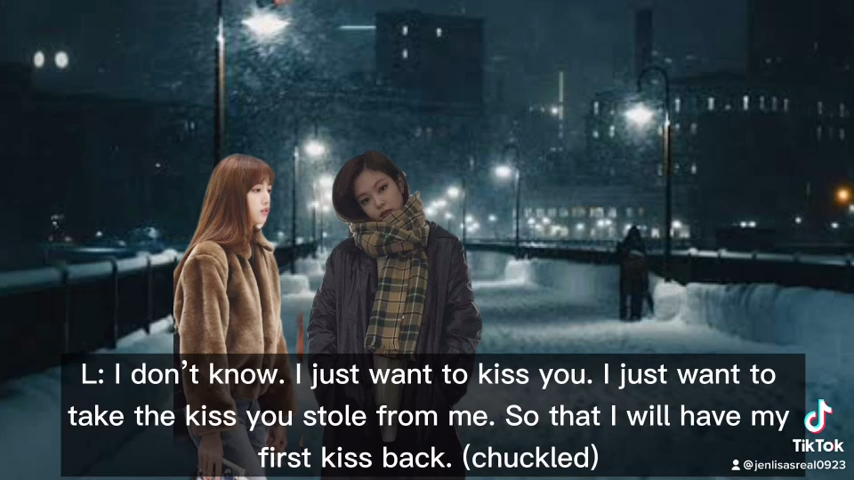 L: I don't know. I just want to kiss you. I just want to
take the kiss you stole from me. So that I will have my
first kiss back. (chuckled)
TikTok
@jenlisasreal0923